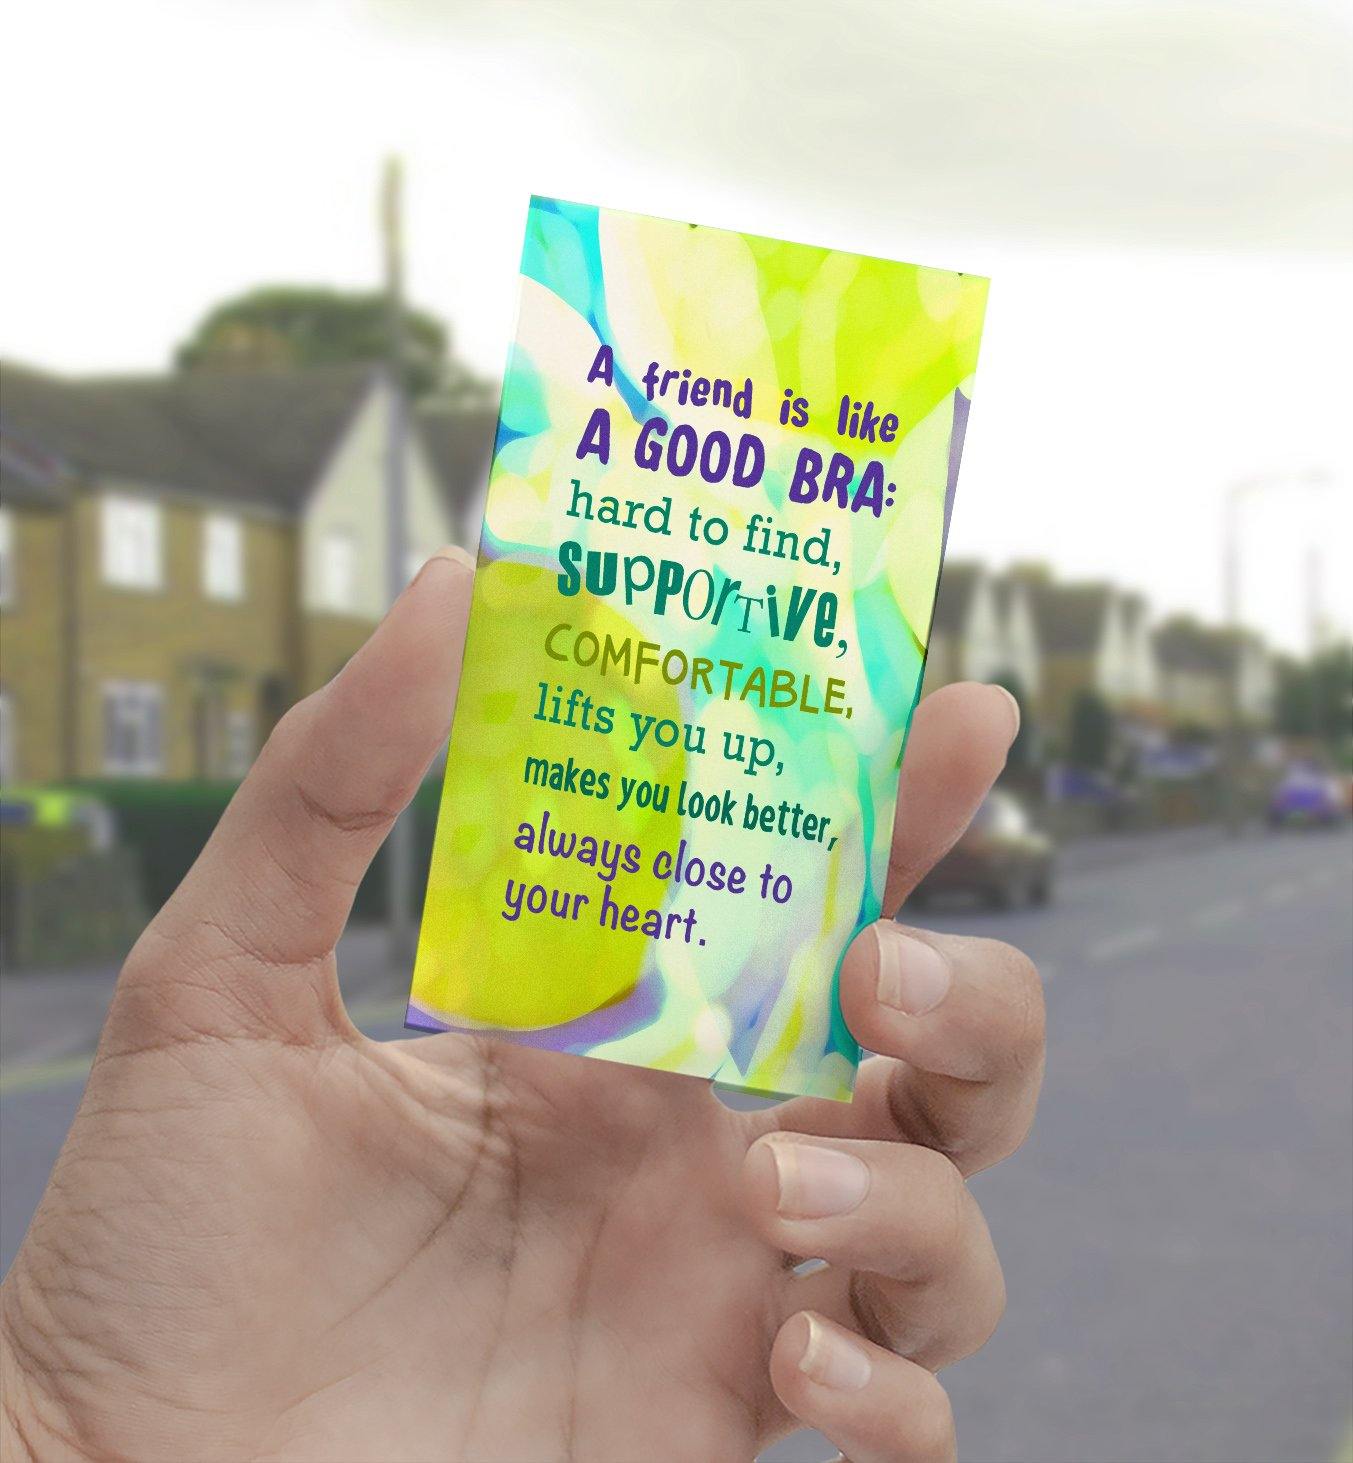 A friend is like
A GOOD BRA:
hard to find,
supportive,
COMFORTABLE,
lifts you up,
makes you look better,
always close to
your heart.